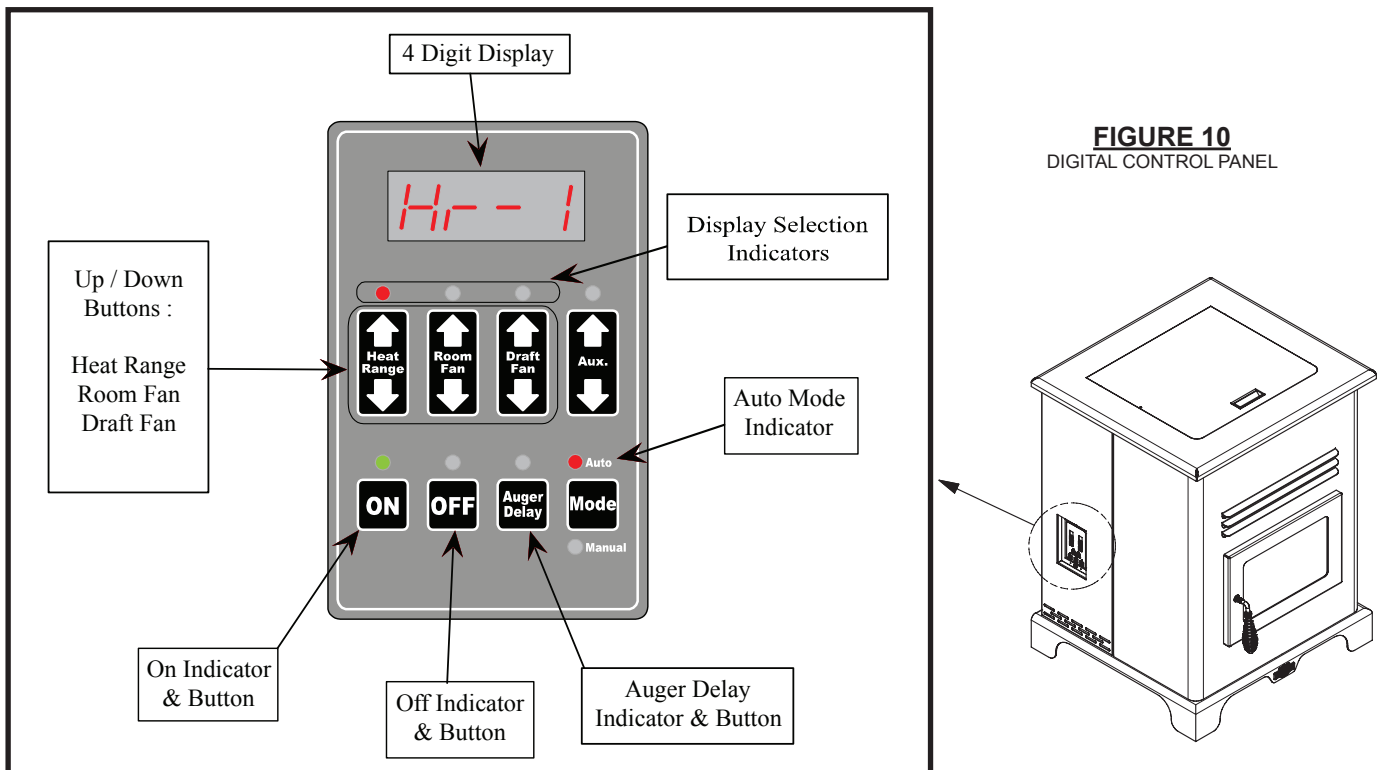 4 Digit Display
FIGURE 10
DIGITAL CONTROL PANEL
Hr-- 1
Display Selection
Indicators
Up / Down
Buttons :
Heat Range
Room Fan
Draft Fan
Heat
Range
Room
Fan
Draft
Fan
Aux.
Auto Mode
Indicator
Auto
ON
OFF
Auger
Delay
Mode
Manual
On Indicator
& Button
Off Indicator
& Button
Auger Delay
Indicator & Button